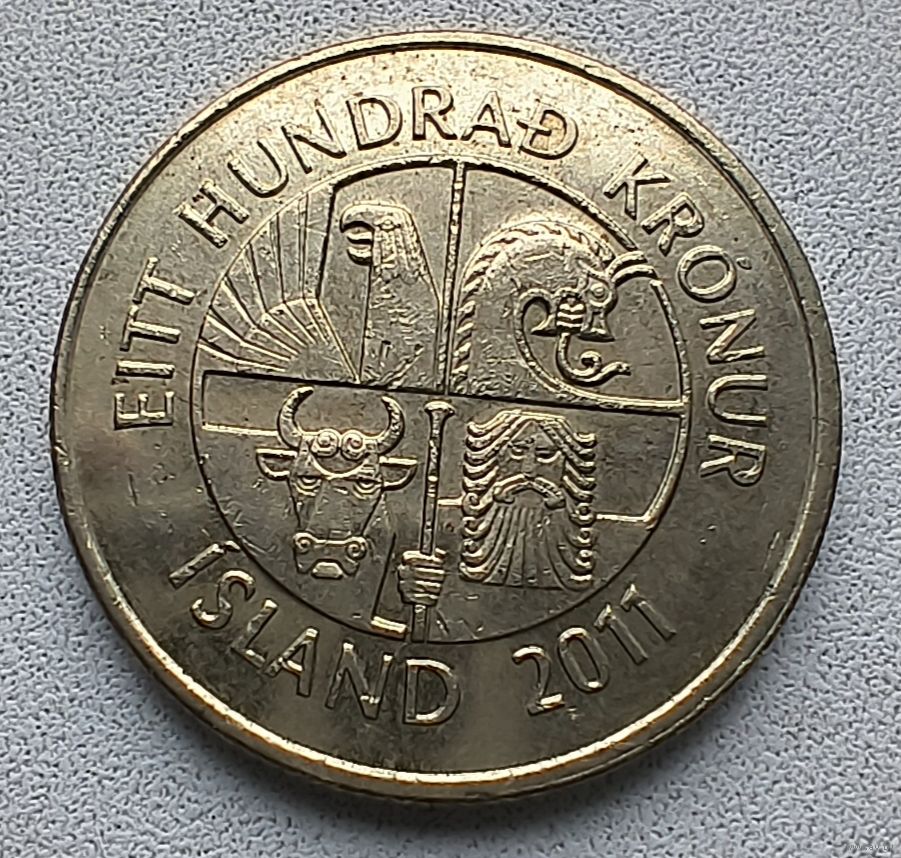 EITT HUNDRAÐ KRÓNUR
ÍSLAND 2011